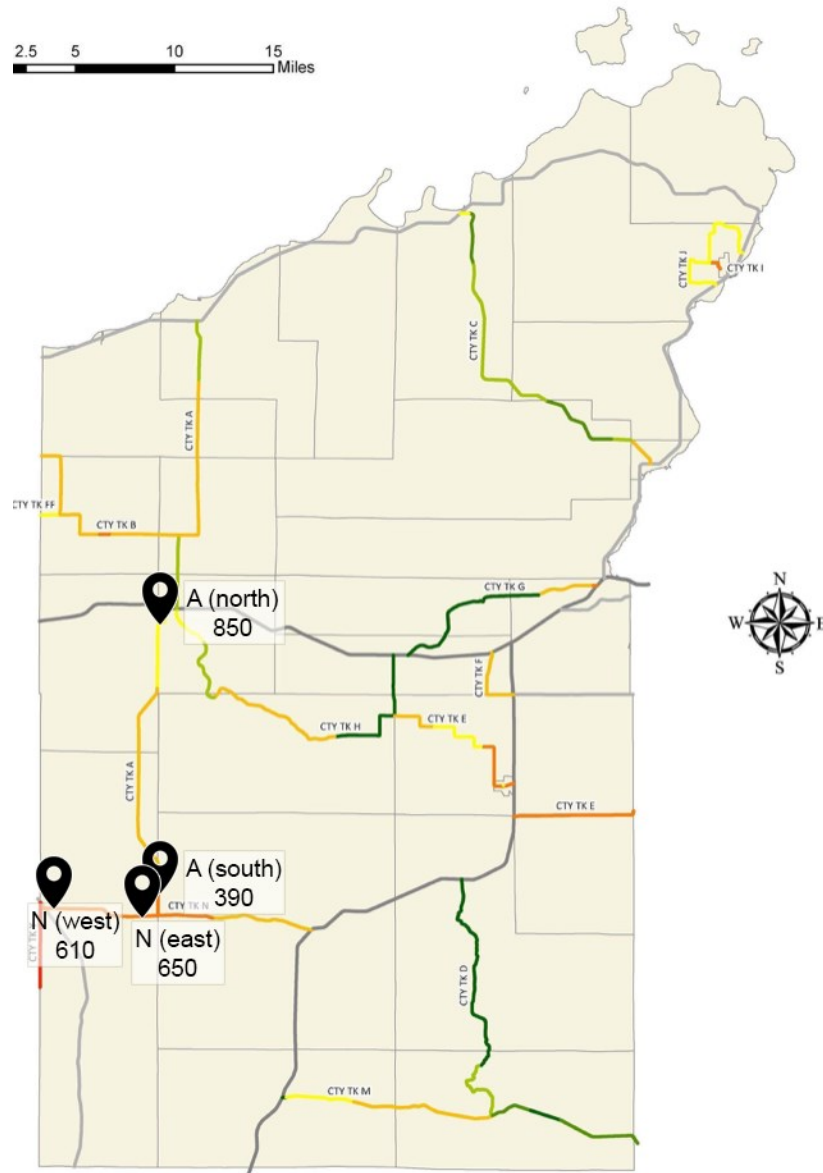 2.5 5 10 15
Miles
CTY TK J
CTY TK I
CTY TK C
CTY TK A
CTY TK FF
CTY TK B
CTY TK G
N
W E
S
A (north)
850
CTY TK F
CTY TK E
CTY TK H
CTY TK A
CTY TK E
A (south)
390
CTY TK N
N (west)
610
N (east)
650
CTY TK
CTY TK D
CTY TK M